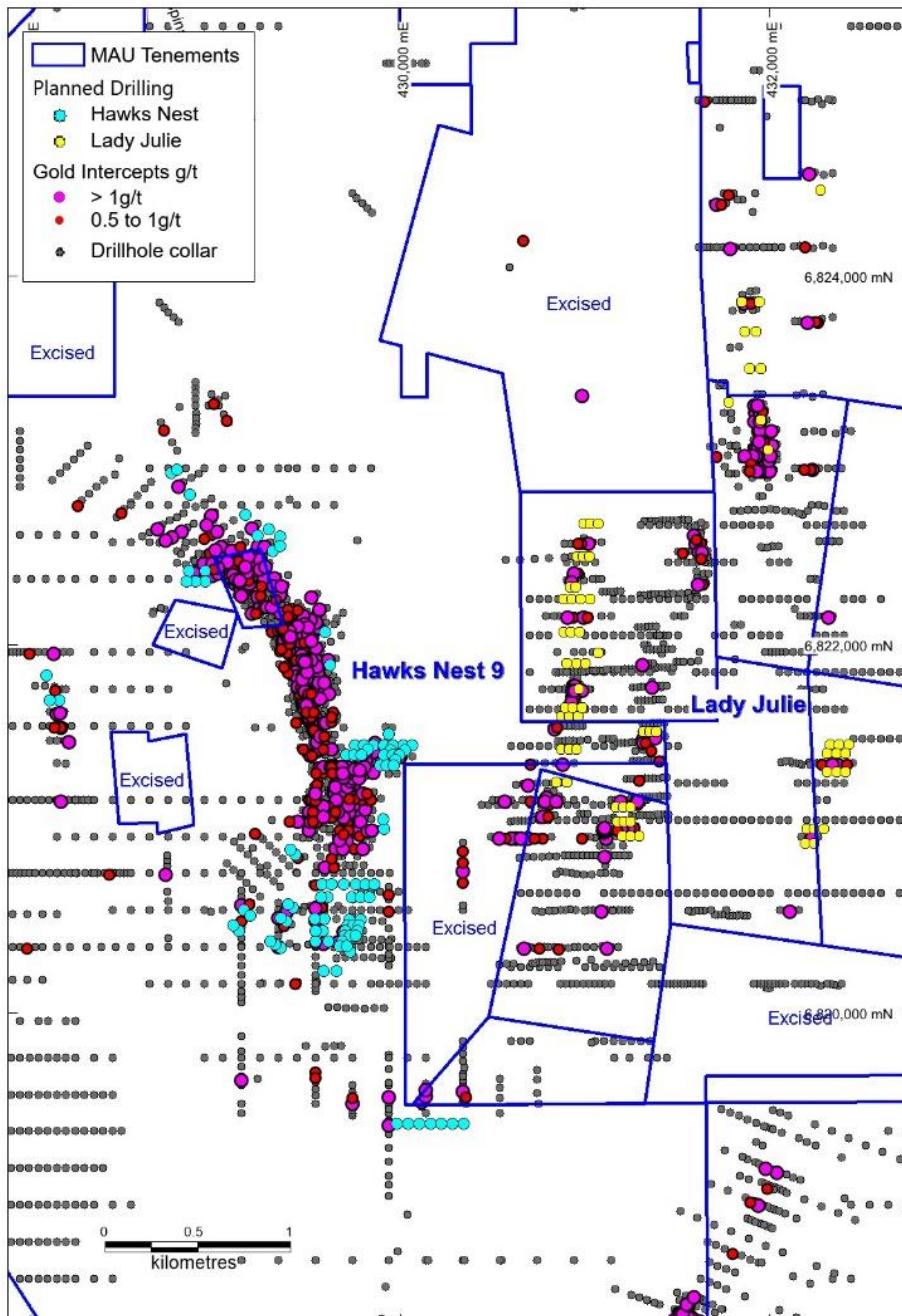 MAU Tenements
Planned Drilling
Hawks Nest
Lady Julie
Gold Intercepts g/t
> 1g/t
0.5 to 1g/t
Drillhole collar
430,000 mE
432,000 mE
6,824,000 mN
Excised
Excised
Excised
6,822,000 mN
Hawks Nest 9
Lady Julie
Excised
Excised
6,820,000 mN
Excised
0 0.5 1
kilometres